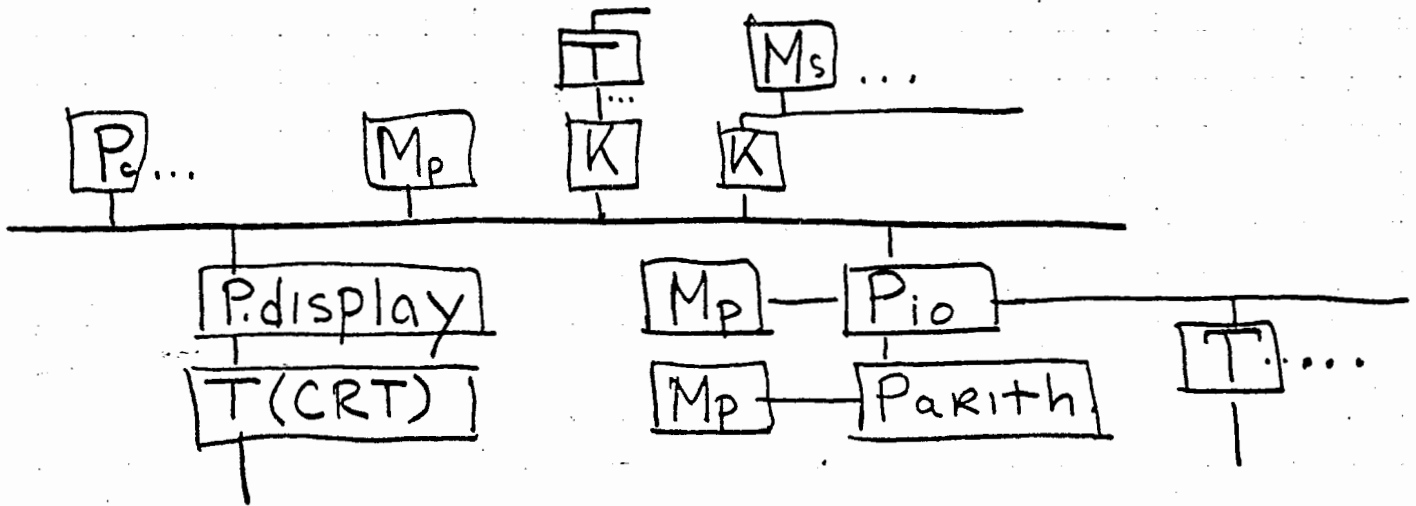 T
...
Ms ...
Pc ...
Mp
K
K
P.display
Mp
Pio
T(CRT)
Mp
Parith.
T .....